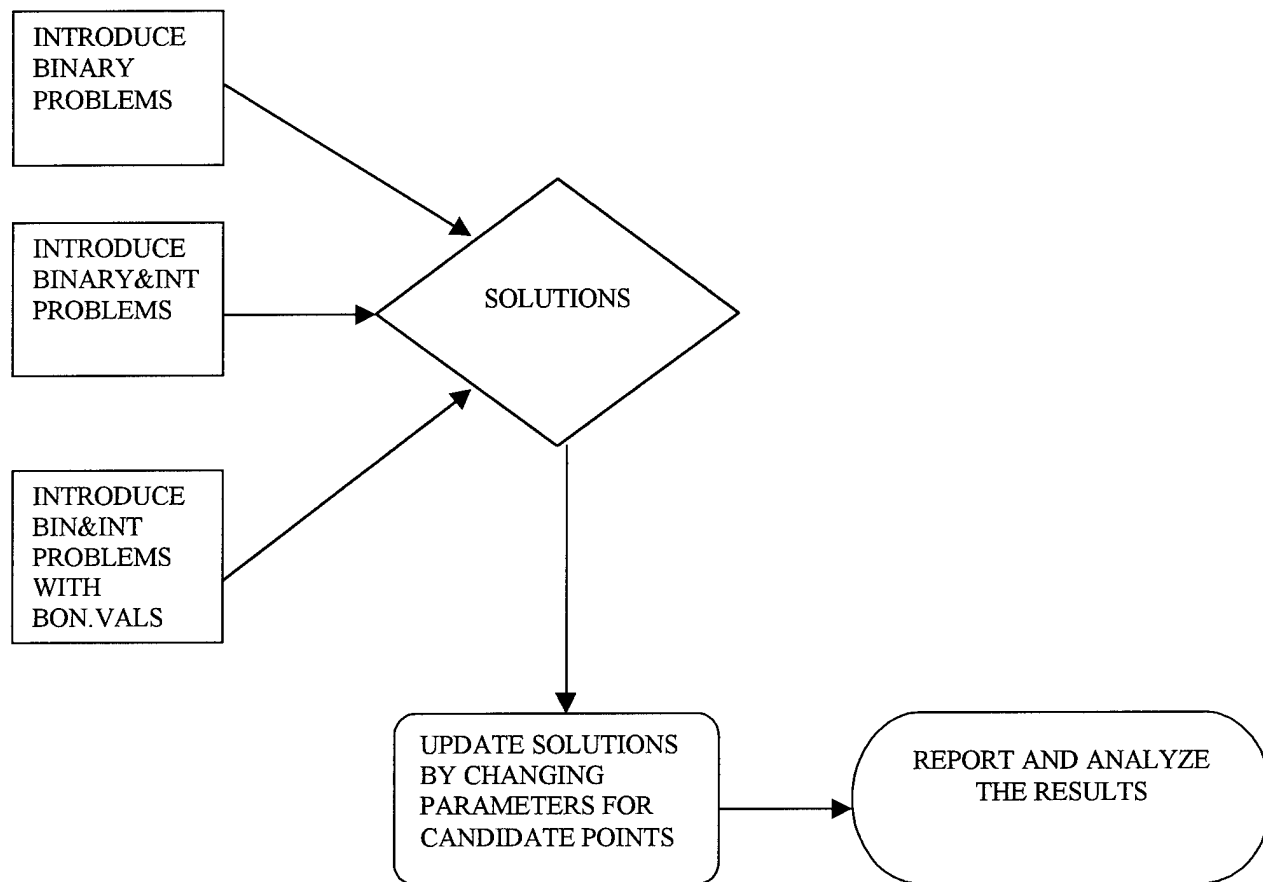 INTRODUCE
BINARY
PROBLEMS
INTRODUCE
BINARY&INT
PROBLEMS
SOLUTIONS
INTRODUCE
BIN&INT
PROBLEMS
WITH
BON.VALS
UPDATE SOLUTIONS
BY CHANGING
PARAMETERS FOR
CANDIDATE POINTS
REPORT AND ANALYZE
THE RESULTS